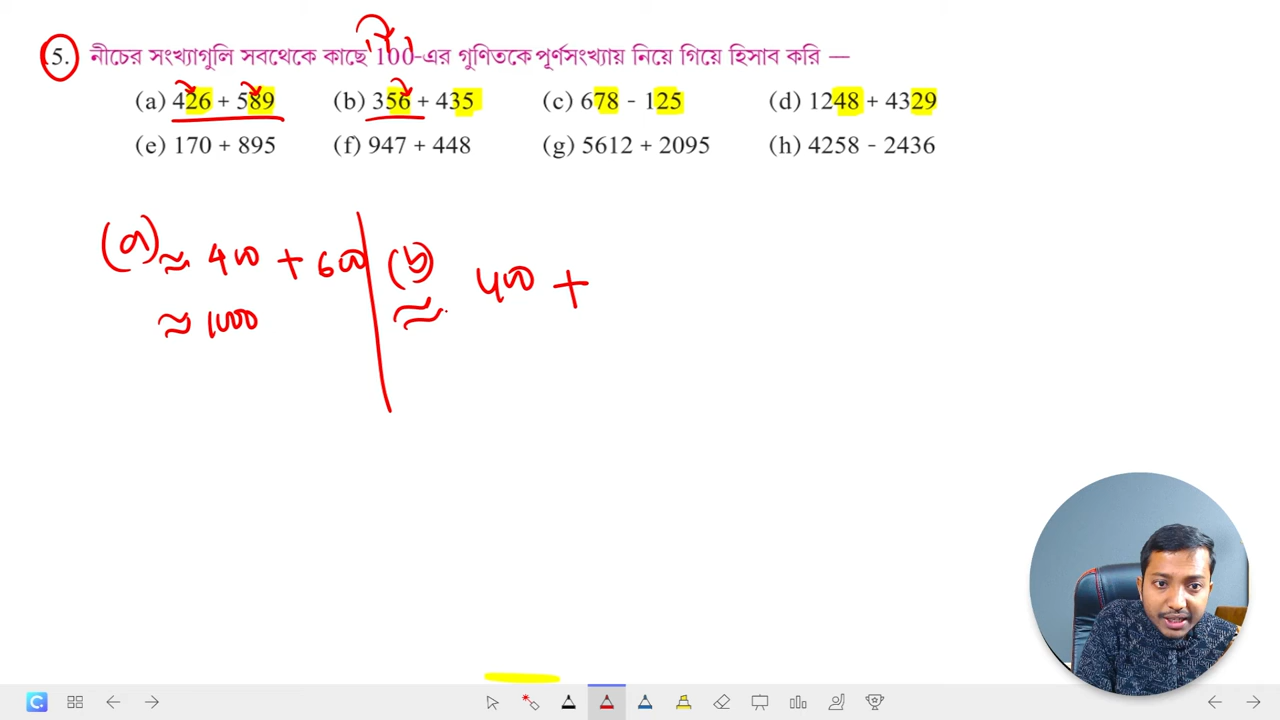 15. নীচের সংখ্যাগুলি সবথেকে কাছে 100-এর গুণিতকে পূর্ণসংখ্যায় নিয়ে গিয়ে হিসাব করি —
(a) 426 + 589 (b) 356 + 435 (c) 678 - 125 (d) 1248 + 4329
(e) 170 + 895 (f) 947 + 448 (g) 5612 + 2095 (h) 4258 - 2436
(a) ≈ 400 + 600 (b) ≈ 400 +
≈ 1000